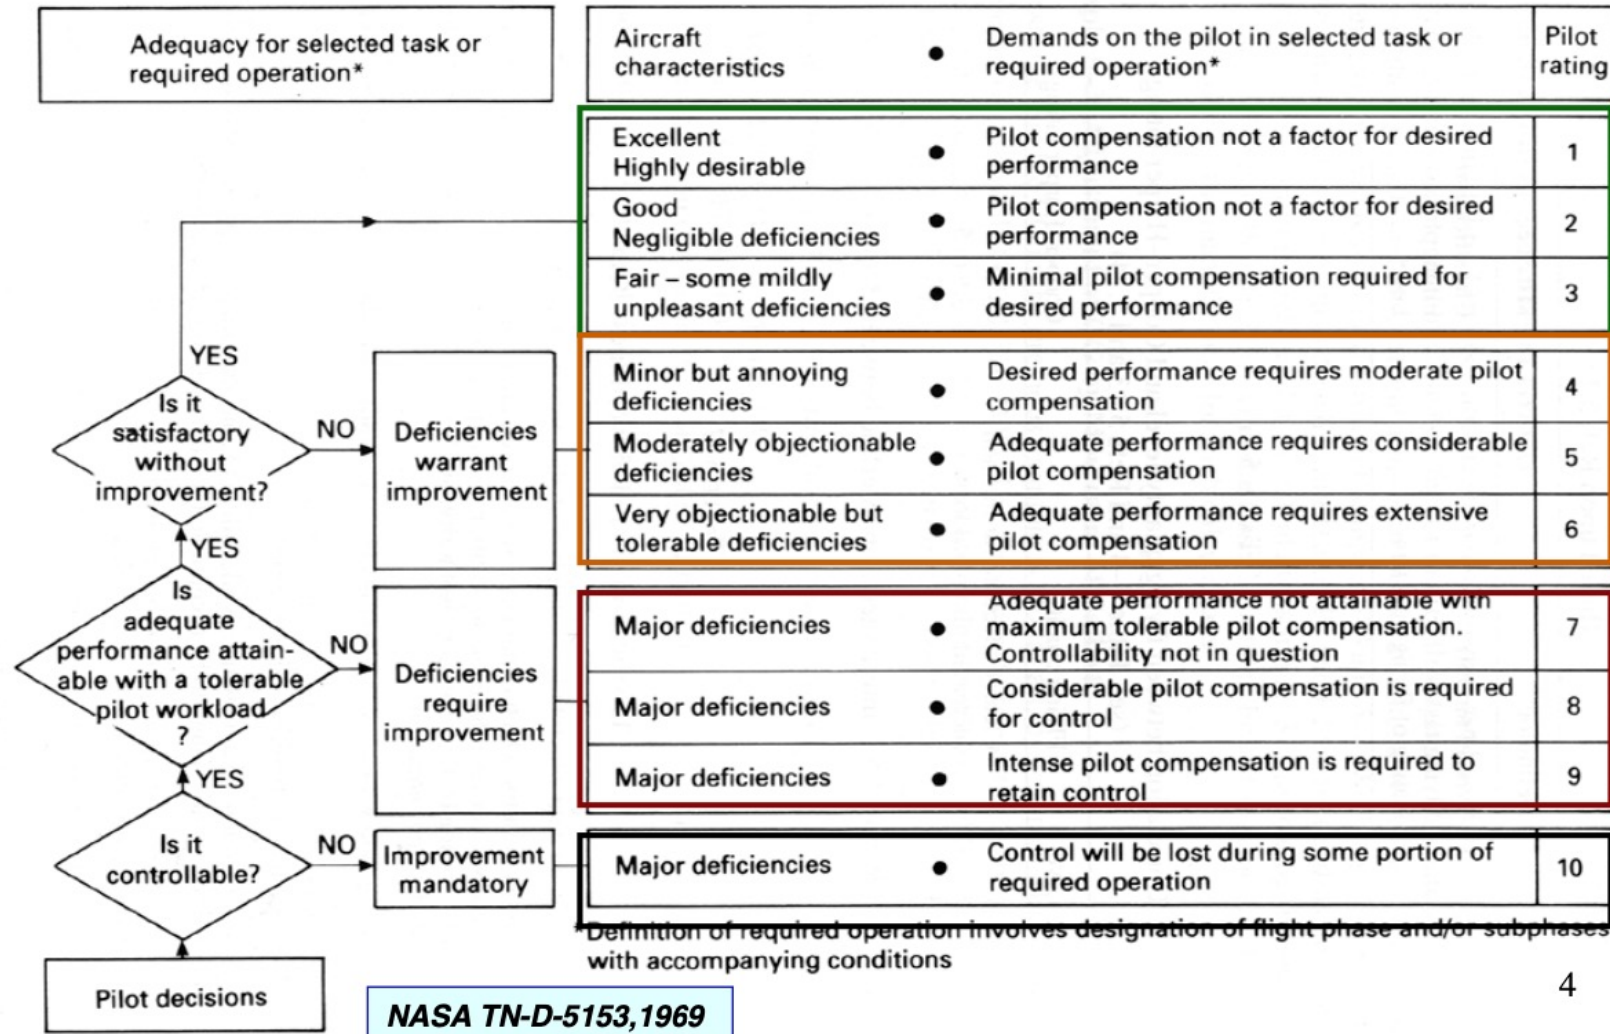 Adequacy for selected task or
required operation*
Aircraft
characteristics
●
Demands on the pilot in selected task or
required operation*
Pilot
rating
Excellent
Highly desirable
●
Pilot compensation not a factor for desired
performance
1
Good
Negligible deficiencies
●
Pilot compensation not a factor for desired
performance
2
Fair – some mildly
unpleasant deficiencies
●
Minimal pilot compensation required for
desired performance
3
YES
Is it
satisfactory
without
improvement?
NO
Deficiencies
warrant
improvement
Minor but annoying
deficiencies
●
Desired performance requires moderate pilot
compensation
4
Moderately objectionable
deficiencies
●
Adequate performance requires considerable
pilot compensation
5
Very objectionable but
tolerable deficiencies
●
Adequate performance requires extensive
pilot compensation
6
YES
Is
adequate
performance attain-
able with a tolerable
pilot workload
?
NO
Deficiencies
require
improvement
Major deficiencies
●
Adequate performance not attainable with
maximum tolerable pilot compensation.
Controllability not in question
7
Major deficiencies
●
Considerable pilot compensation is required
for control
8
Major deficiencies
●
Intense pilot compensation is required to
retain control
9
YES
Is it
controllable?
NO
Improvement
mandatory
Major deficiencies
●
Control will be lost during some portion of
required operation
10
*Definition of required operation involves designation of flight phase and/or subphases
with accompanying conditions
Pilot decisions
NASA TN-D-5153,1969
4